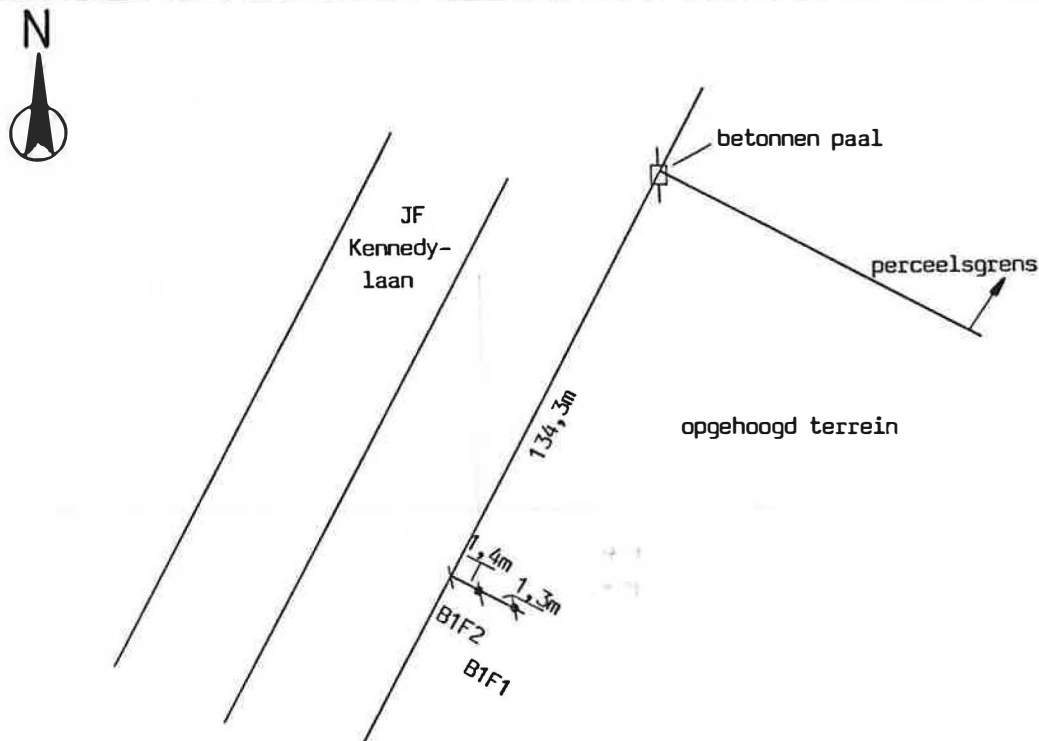 N
betonnen paal
JF
Kennedy-
laan
perceelsgrens
134,3m
opgehoogd terrein
1,4m
1,3m
B1F2
B1F1